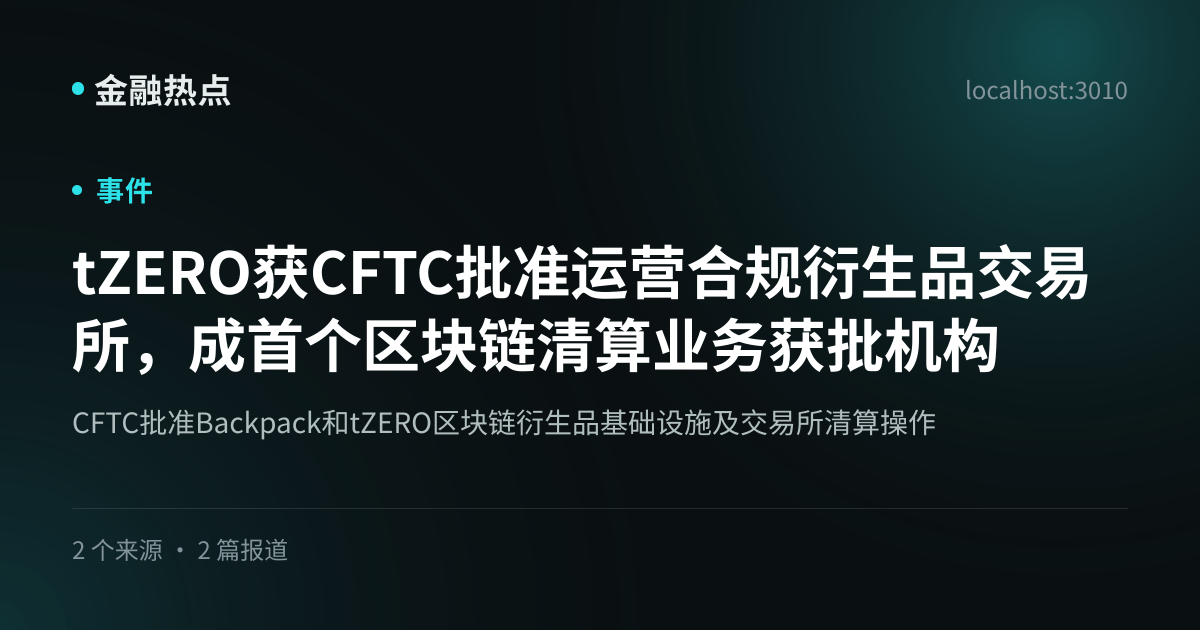 金融热点
localhost:3010
事件
tZERO获CFTC批准运营合规衍生品交易
所，成首个区块链清算业务获批机构
CFTC批准Backpack和tZERO区块链衍生品基础设施及交易所清算操作
2 个来源 · 2 篇报道